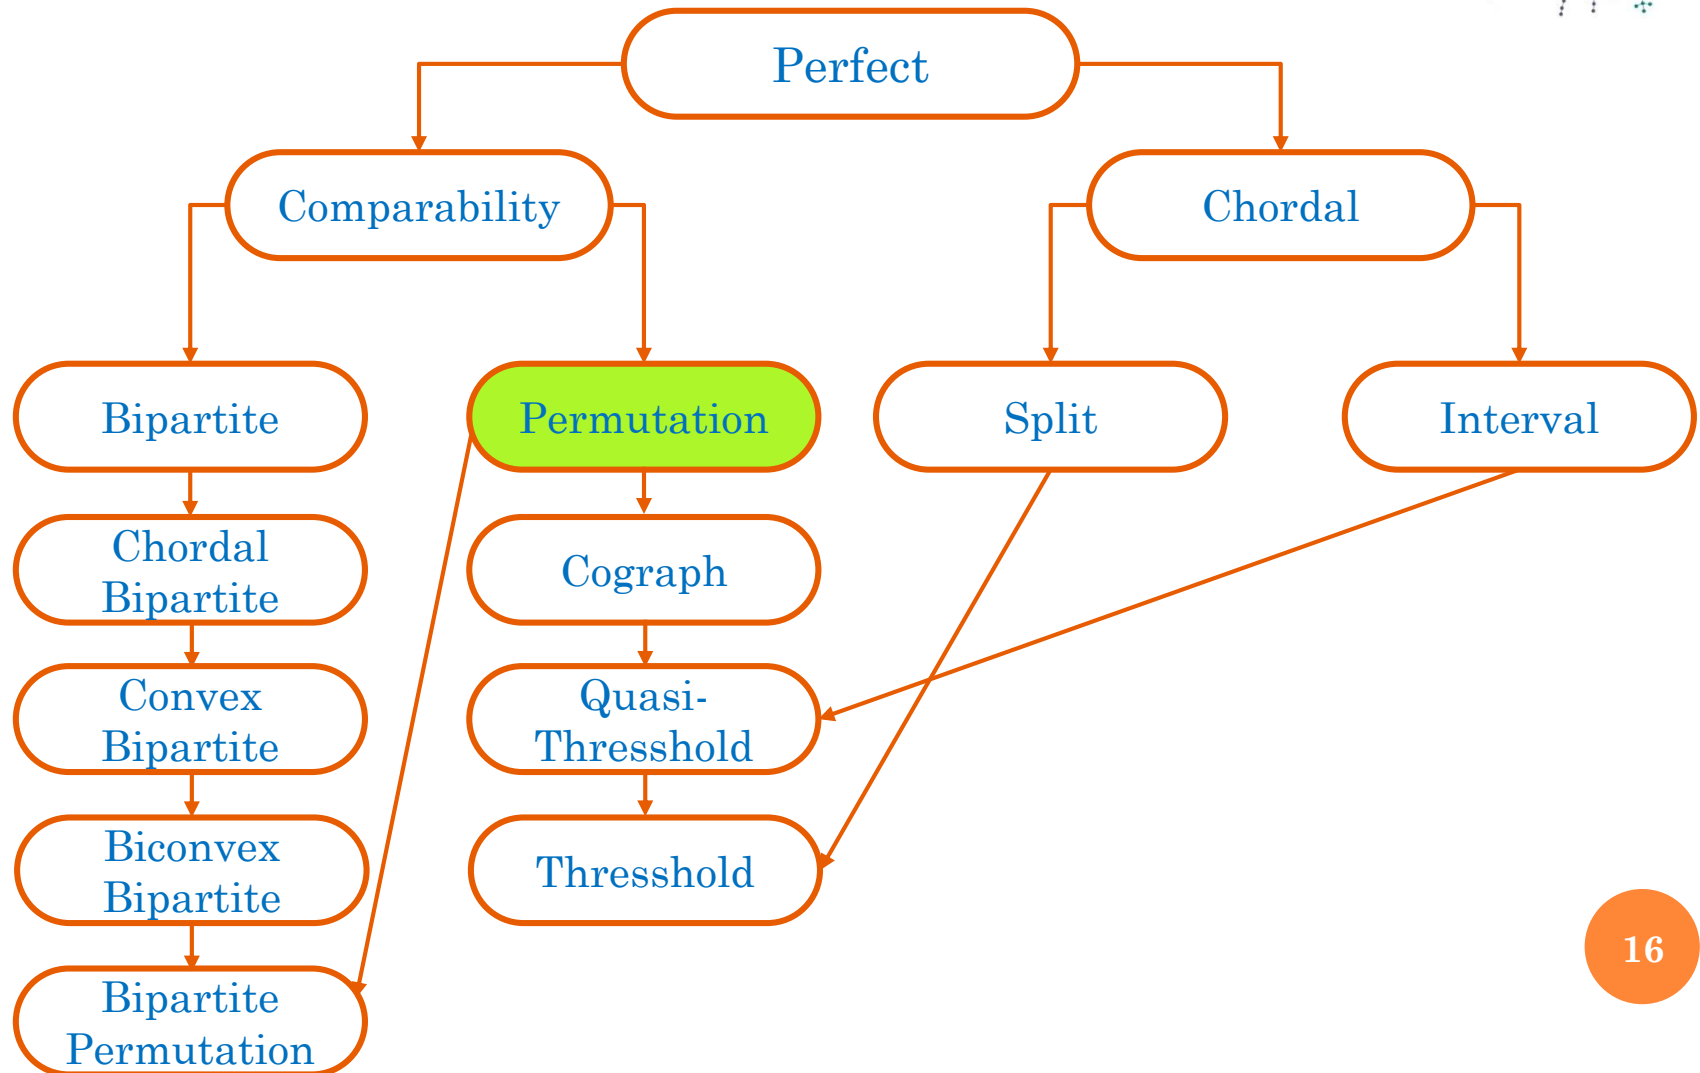 Perfect
Comparability
Chordal
Bipartite
Permutation
Split
Interval
Chordal
Bipartite
Cograph
Convex
Bipartite
Quasi-
Thresshold
Biconvex
Bipartite
Thresshold
16
Bipartite
Permutation